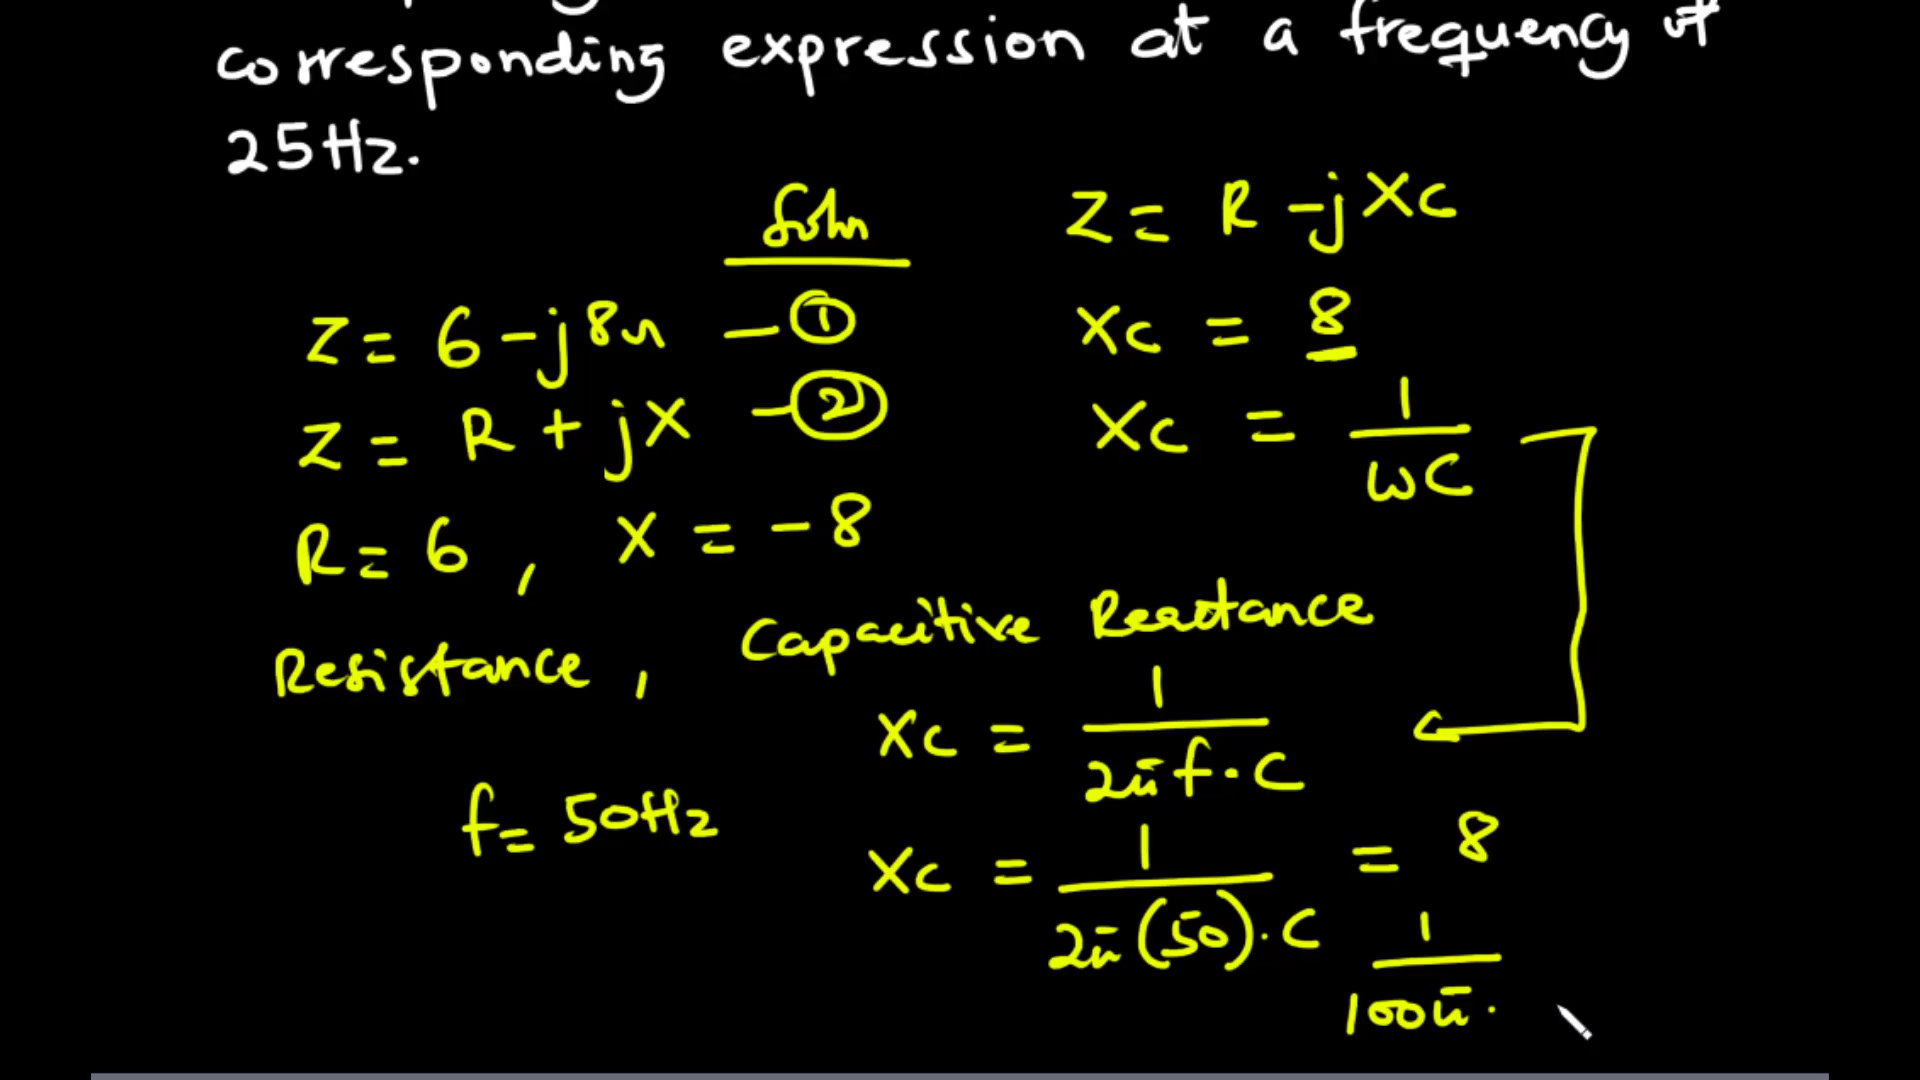 corresponding expression at a frequency of
25Hz.
Soln
Z = 6 - j8Ω - ①
Z = R + jX - ②
R = 6 , X = -8
Resistance , Capacitive Reactance
f = 50Hz
Z = R - jXC
XC = 8
XC = 1/ωC
XC = 1/2πf·C
XC = 1/2π(50)·C = 8
1/100π·